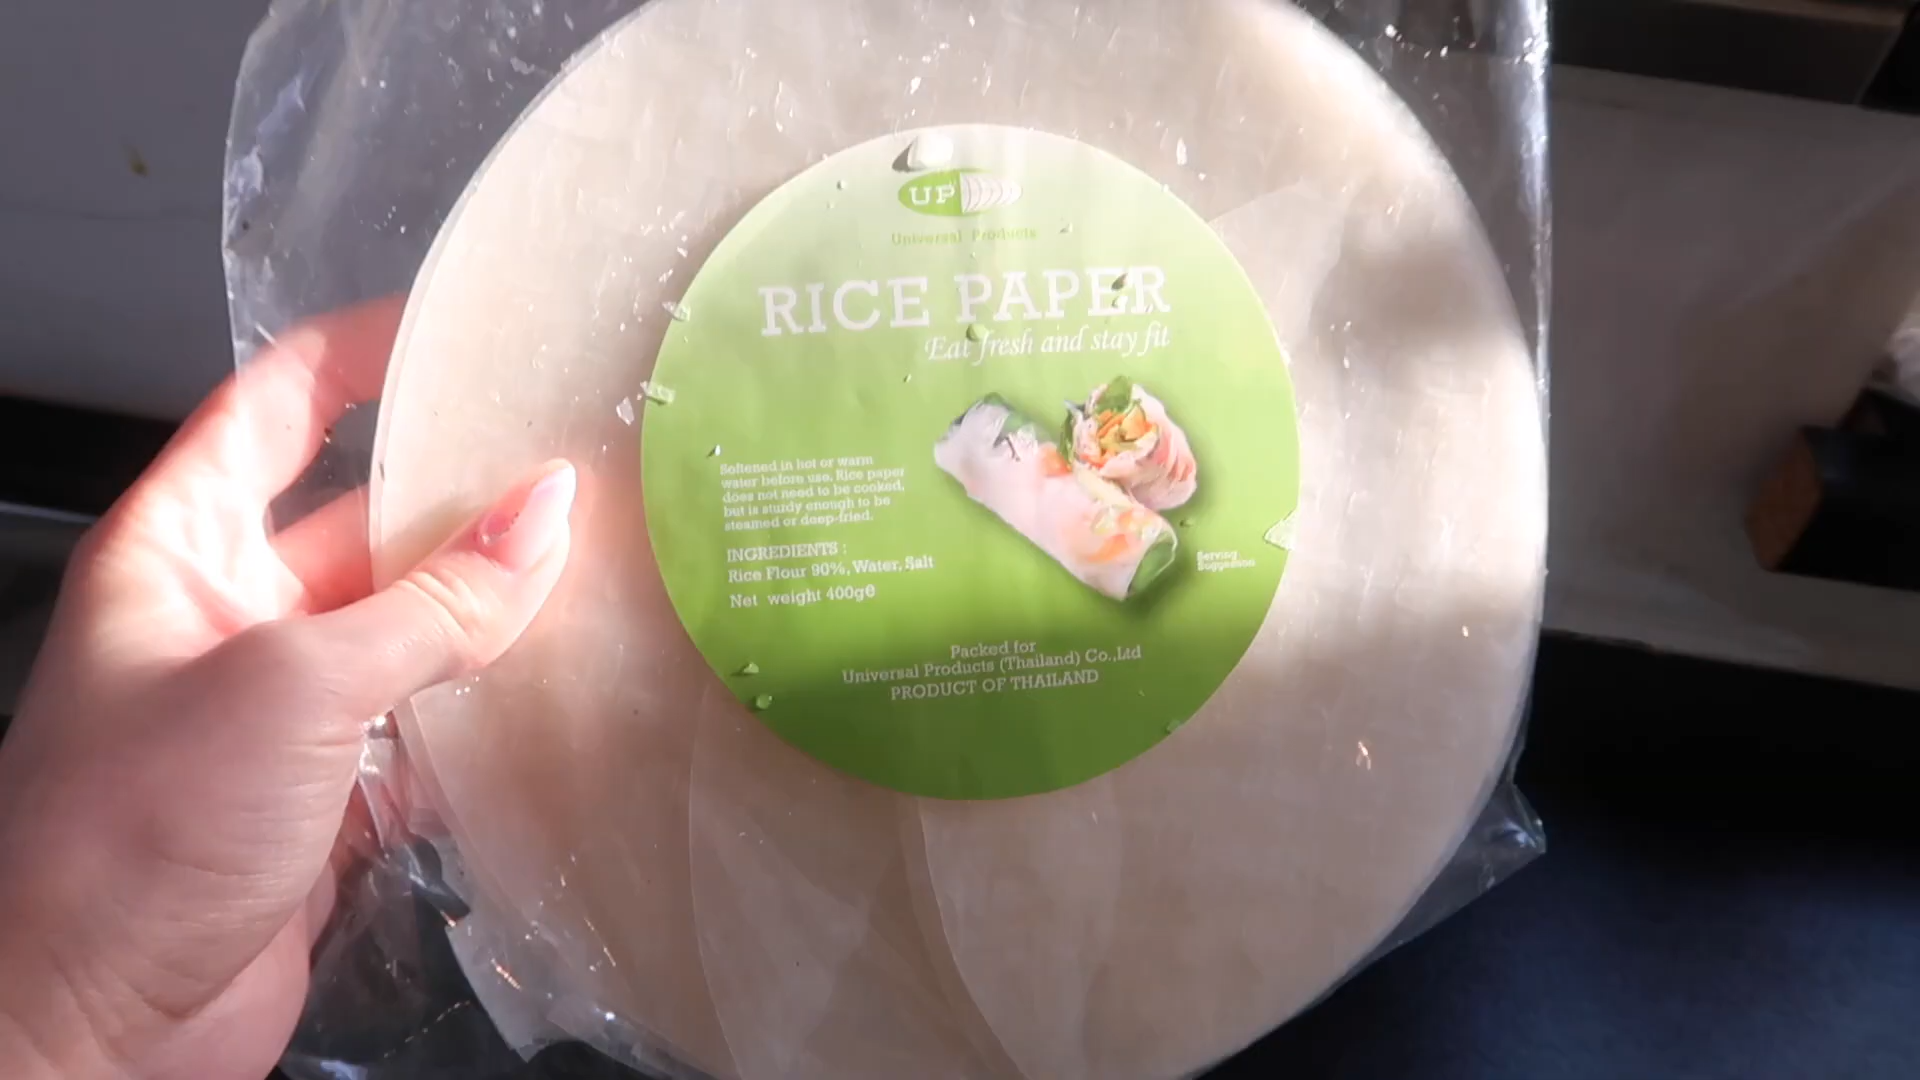 UP
Universal Products
RICE PAPER
Eat fresh and stay fit
Softened in hot or warm
water before use. Rice paper
does not need to be cooked,
but is sturdy enough to be
steamed or deep-fried.
INGREDIENTS :
Rice Flour 90%, Water, Salt
Net weight 400g℮
Serving
Suggestion
Packed for
Universal Products (Thailand) Co.,Ltd
PRODUCT OF THAILAND